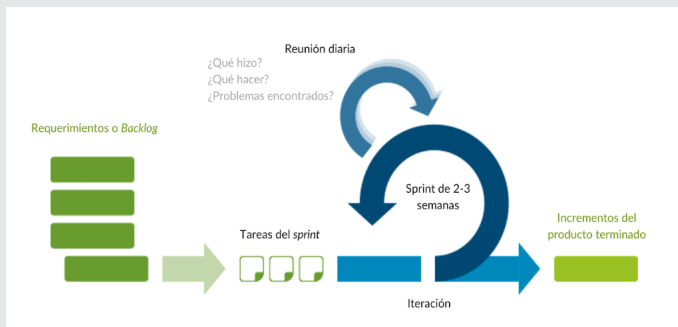 Reunión diaria
¿Qué hizo?
¿Qué hacer?
¿Problemas encontrados?
Requerimientos o Backlog
Sprint de 2-3
semanas
Tareas del sprint
Incrementos del
producto terminado
Iteración